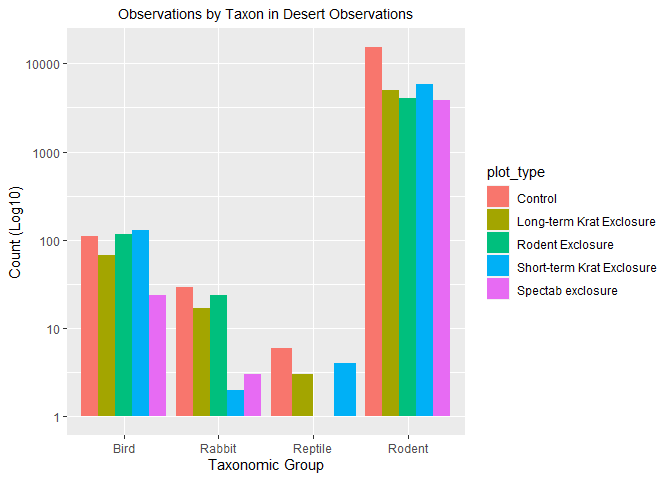 Observations by Taxon in Desert Observations
Count (Log10)
10000
1000
100
10
1
Bird Rabbit Reptile Rodent
Taxonomic Group
plot_type
Control
Long-term Krat Exclosure
Rodent Exclosure
Short-term Krat Exclosure
Spectab exclosure